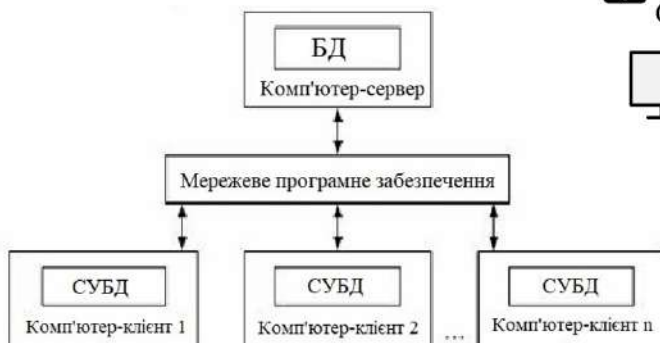 БД
Комп'ютер-сервер
Мережеве програмне забезпечення
СУБД СУБД СУБД
Комп'ютер-клієнт 1 Комп'ютер-клієнт 2 ... Комп'ютер-клієнт n